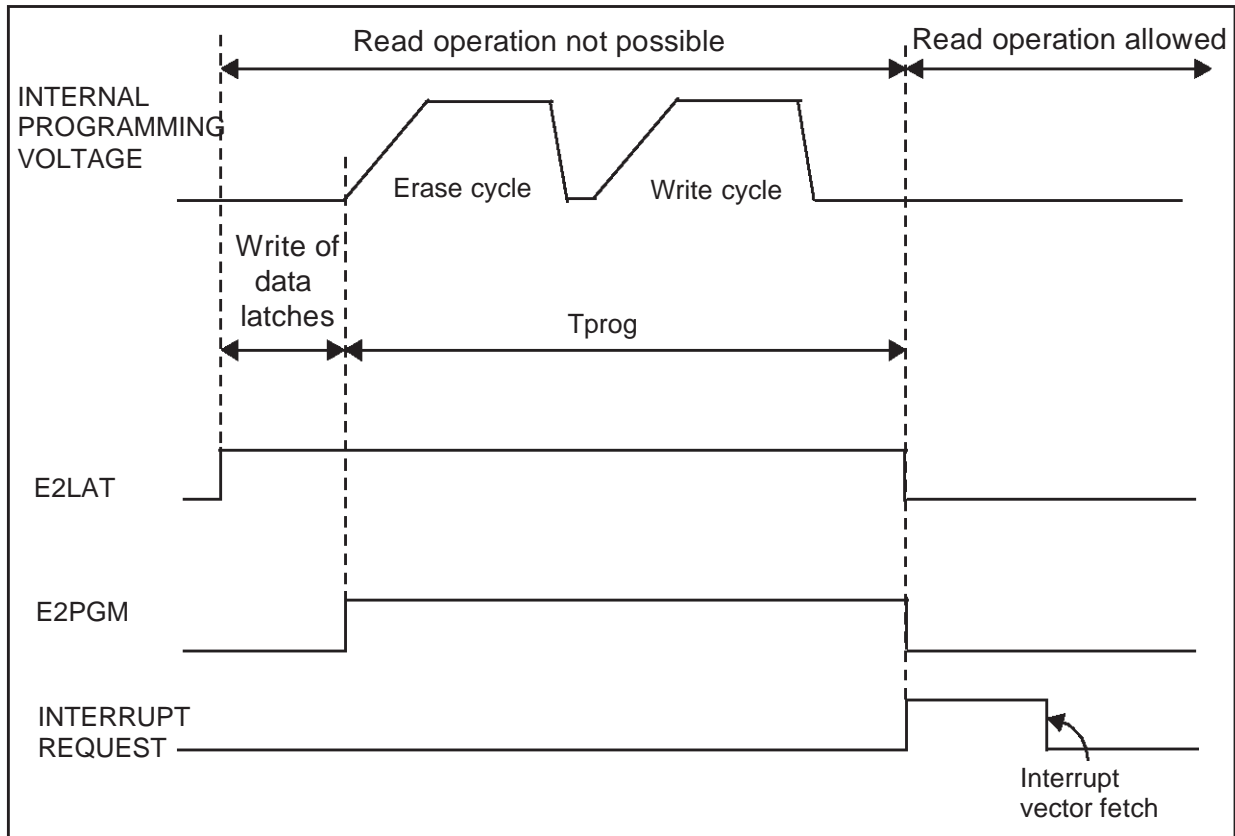 Read operation not possible
Read operation allowed
INTERNAL
PROGRAMMING
VOLTAGE
Erase cycle
Write cycle
Write of
data
latches
Tprog
E2LAT
E2PGM
INTERRUPT
REQUEST
Interrupt
vector fetch